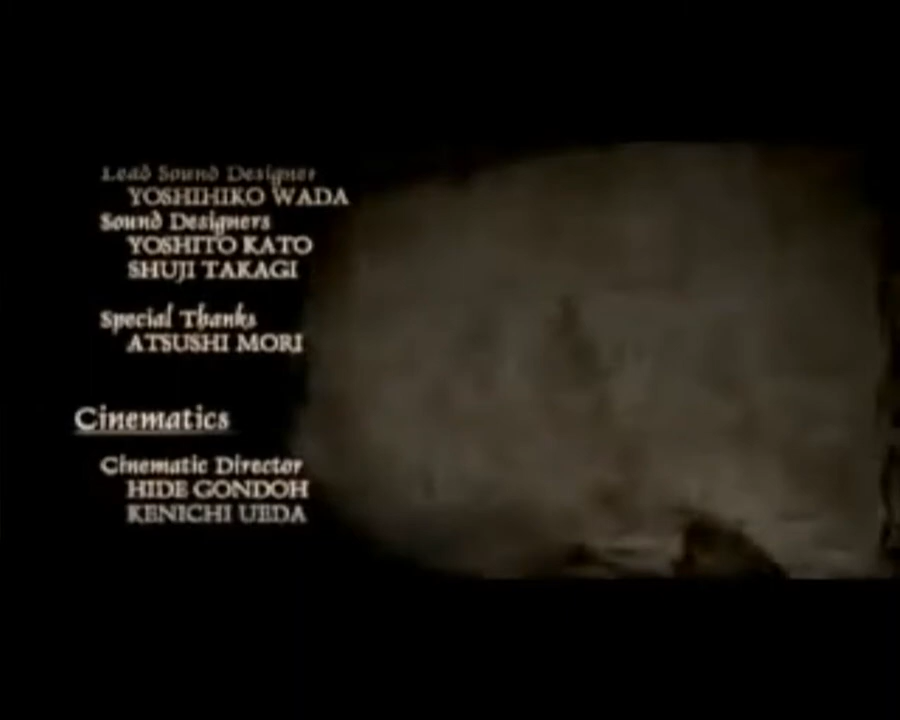 Lead Sound Designer
YOSHIHIKO WADA
Sound Designers
YOSHITO KATO
SHUJI TAKAGI
Special Thanks
ATSUSHI MORI
Cinematics
Cinematic Director
HIDE GONDOH
KENICHI UEDA